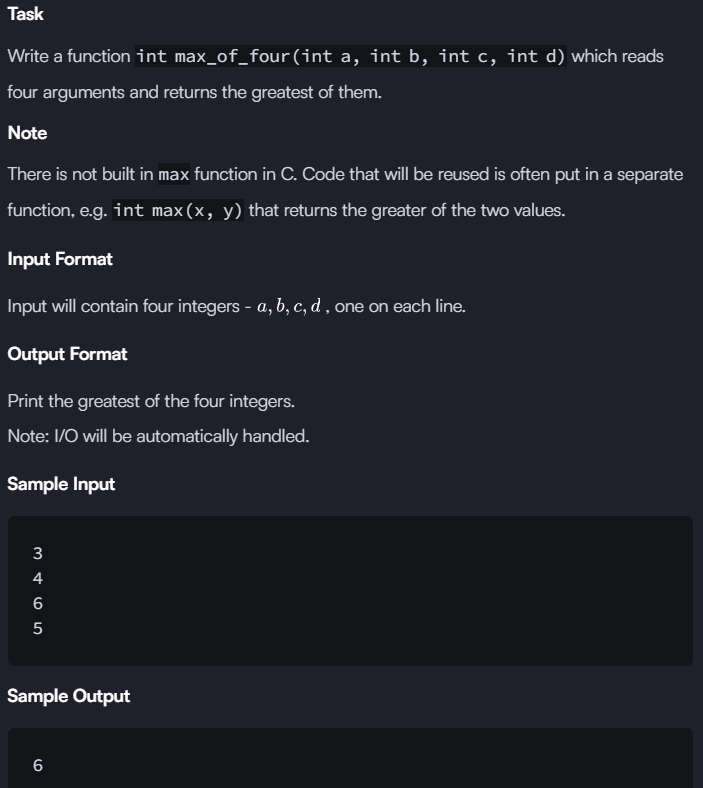 Task
Write a function int max_of_four(int a, int b, int c, int d) which reads
four arguments and returns the greatest of them.
Note
There is not built in max function in C. Code that will be reused is often put in a separate
function, e.g. int max(x, y) that returns the greater of the two values.
Input Format
Input will contain four integers - a, b, c, d , one on each line.
Output Format
Print the greatest of the four integers.
Note: I/O will be automatically handled.
Sample Input
3
4
6
5
Sample Output
6